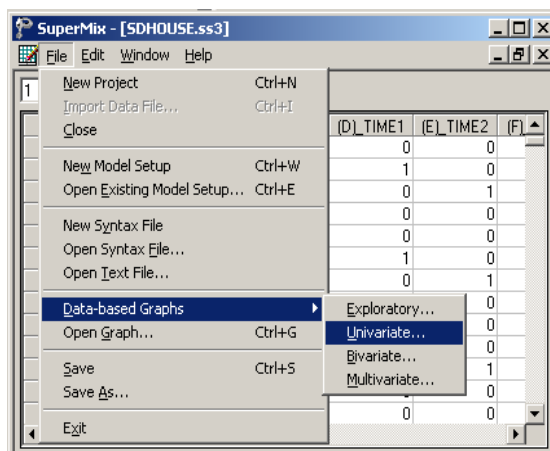 SuperMix - [SDHOUSE.ss3]
File Edit Window Help
1
New Project Ctrl+N
Import Data File... Ctrl+I
Close
New Model Setup Ctrl+W
Open Existing Model Setup... Ctrl+E
New Syntax File
Open Syntax File...
Open Text File...
Data-based Graphs
Open Graph... Ctrl+G
Save Ctrl+S
Save As...
Exit
Exploratory...
Univariate...
Bivariate...
Multivariate...
(D)_TIME1 (E)_TIME2 (F)_
0 0
1 0
0 1
0 0
0 0
1 0
0 1
0
0
0
1
0 0
0 0